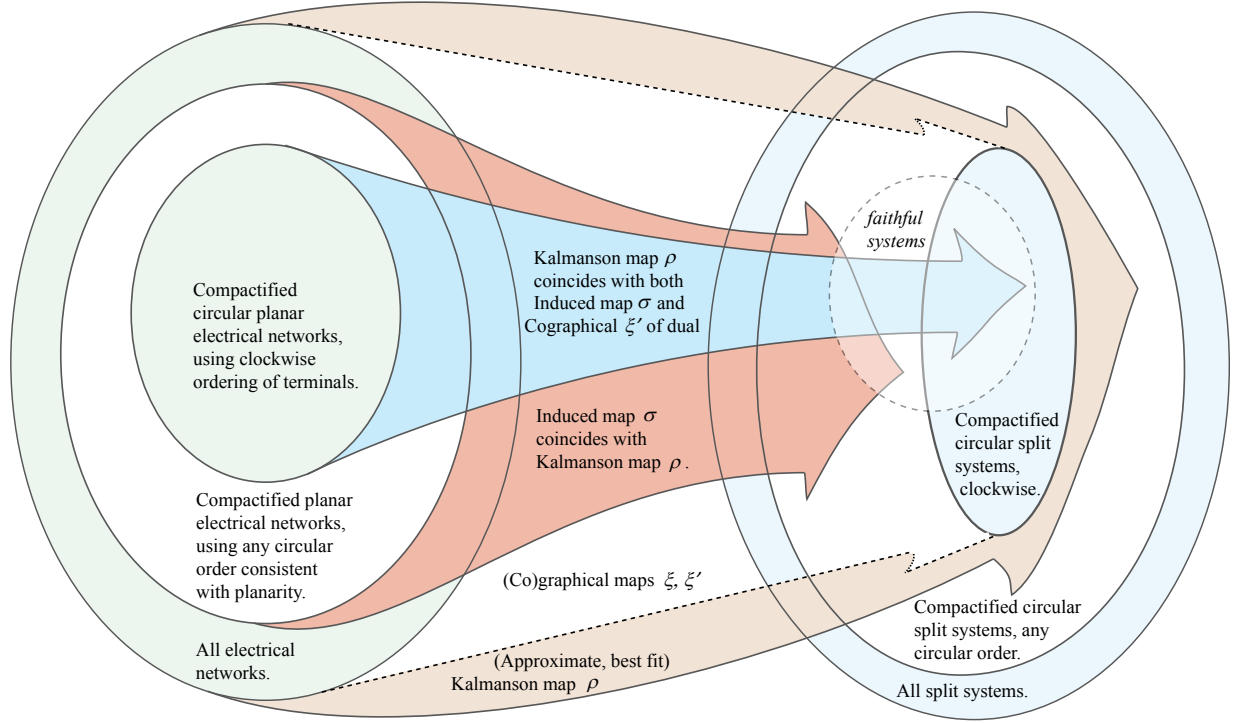 faithful
systems
Kalmanson map ρ
coincides with both
Induced map σ and
Cographical ξ′ of dual
Compactified
circular planar
electrical networks,
using clockwise
ordering of terminals.
Induced map σ
coincides with
Kalmanson map ρ .
Compactified
circular split
systems,
clockwise.
Compactified planar
electrical networks,
using any circular
order consistent
with planarity.
(Co)graphical maps ξ, ξ′
Compactified circular
split systems, any
circular order.
All electrical
networks.
(Approximate, best fit)
Kalmanson map ρ
All split systems.